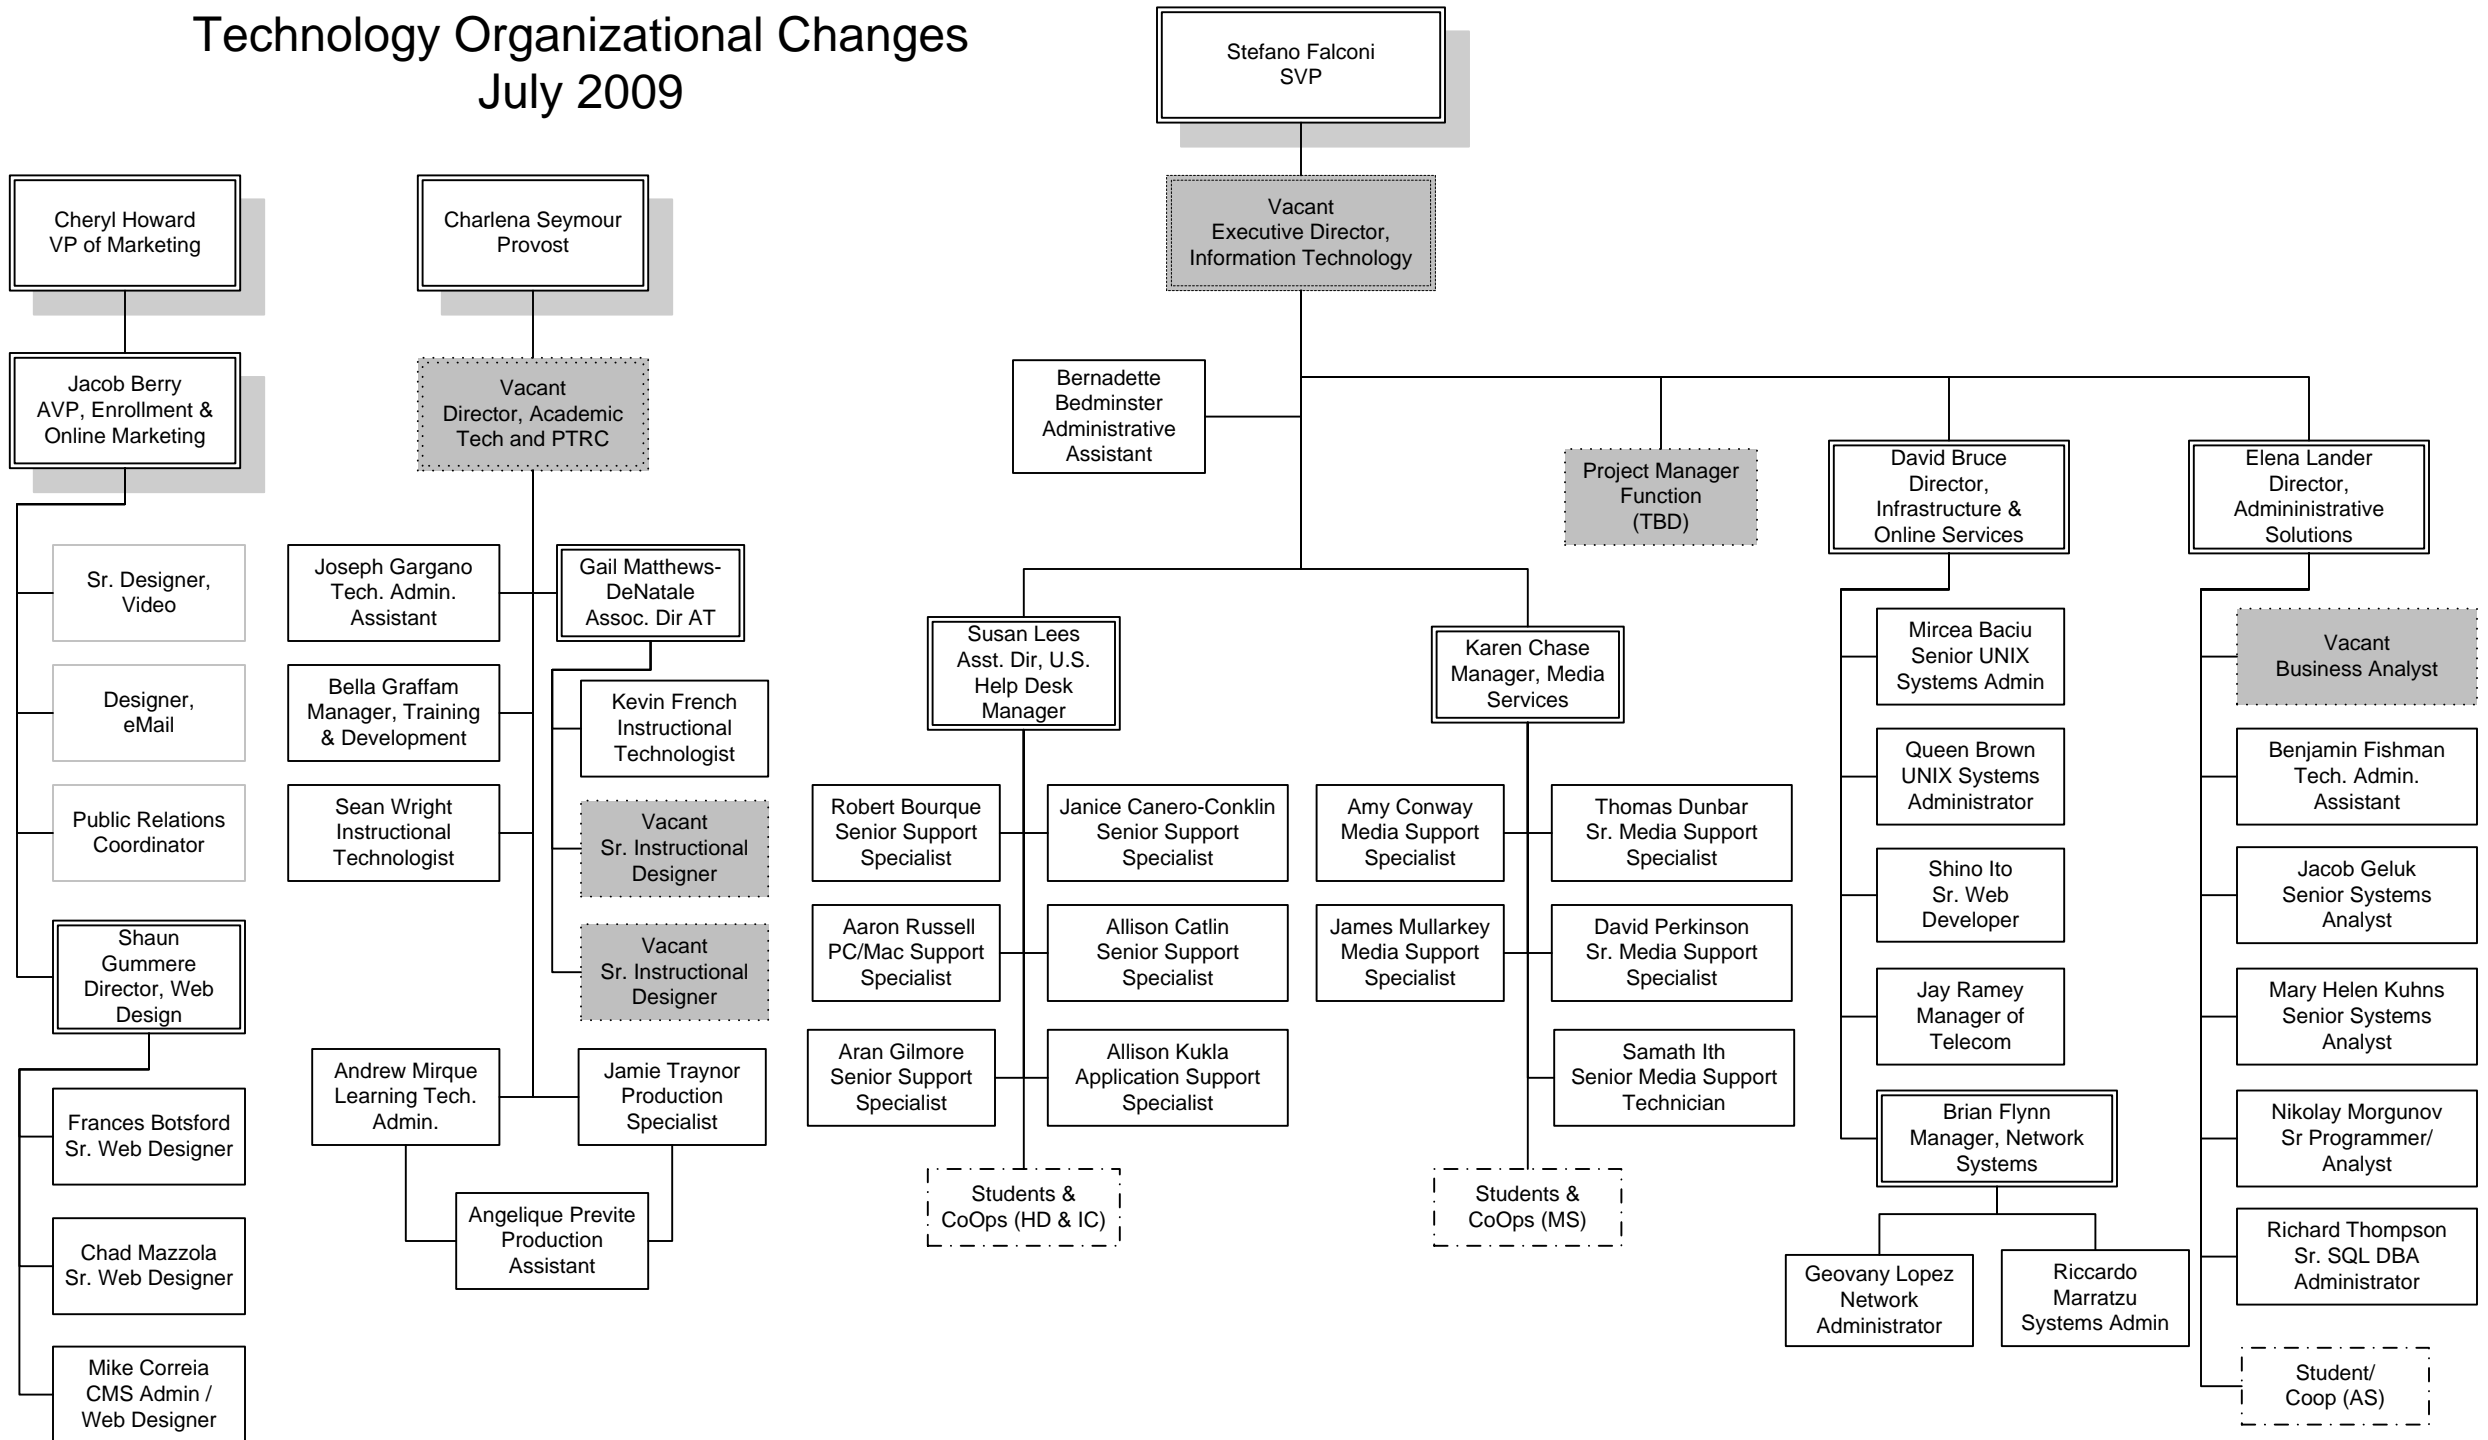 Technology Organizational Changes
July 2009
Stefano Falconi
SVP
Cheryl Howard
VP of Marketing
Charlena Seymour
Provost
Vacant
Executive Director,
Information Technology
Jacob Berry
AVP, Enrollment &
Online Marketing
Vacant
Director, Academic
Tech and PTRC
Bernadette
Bedminster
Administrative
Assistant
Project Manager
Function
(TBD)
David Bruce
Director,
Infrastructure &
Online Services
Elena Lander
Director,
Admininistrative
Solutions
Sr. Designer,
Video
Designer,
eMail
Public Relations
Coordinator
Shaun
Gummere
Director, Web
Design
Frances Botsford
Sr. Web Designer
Chad Mazzola
Sr. Web Designer
Mike Correia
CMS Admin /
Web Designer
Joseph Gargano
Tech. Admin.
Assistant
Gail Matthews-
DeNatale
Assoc. Dir AT
Bella Graffam
Manager, Training
& Development
Kevin French
Instructional
Technologist
Sean Wright
Instructional
Technologist
Vacant
Sr. Instructional
Designer
Vacant
Sr. Instructional
Designer
Andrew Mirque
Learning Tech.
Admin.
Jamie Traynor
Production
Specialist
Angelique Previte
Production
Assistant
Susan Lees
Asst. Dir, U.S.
Help Desk
Manager
Robert Bourque
Senior Support
Specialist
Janice Canero-Conklin
Senior Support
Specialist
Aaron Russell
PC/Mac Support
Specialist
Allison Catlin
Senior Support
Specialist
Aran Gilmore
Senior Support
Specialist
Allison Kukla
Application Support
Specialist
Students &
CoOps (HD & IC)
Karen Chase
Manager, Media
Services
Amy Conway
Media Support
Specialist
Thomas Dunbar
Sr. Media Support
Specialist
James Mullarkey
Media Support
Specialist
David Perkinson
Sr. Media Support
Specialist
Samath Ith
Senior Media Support
Technician
Students &
CoOps (MS)
Mircea Baciu
Senior UNIX
Systems Admin
Queen Brown
UNIX Systems
Administrator
Shino Ito
Sr. Web
Developer
Jay Ramey
Manager of
Telecom
Brian Flynn
Manager, Network
Systems
Geovany Lopez
Network
Administrator
Riccardo
Marratzu
Systems Admin
Vacant
Business Analyst
Benjamin Fishman
Tech. Admin.
Assistant
Jacob Geluk
Senior Systems
Analyst
Mary Helen Kuhns
Senior Systems
Analyst
Nikolay Morgunov
Sr Programmer/
Analyst
Richard Thompson
Sr. SQL DBA
Administrator
Student/
Coop (AS)